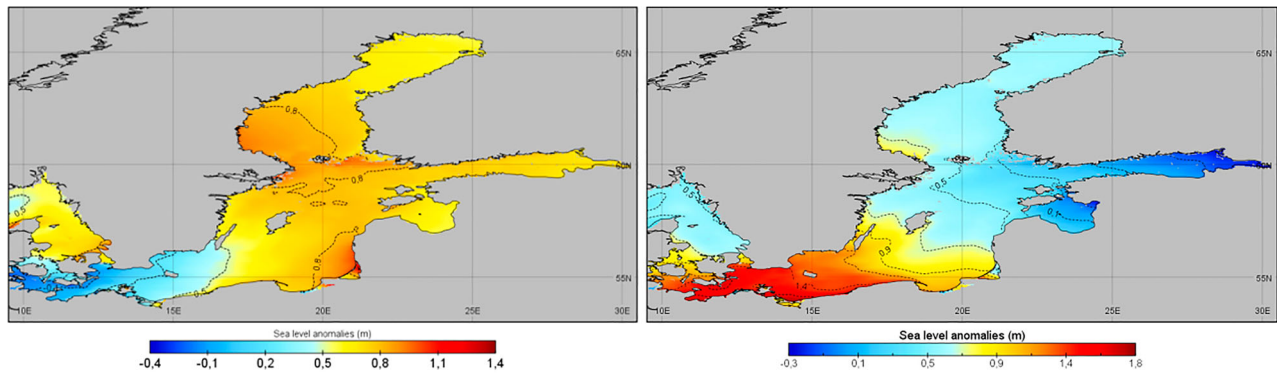 65N
0,8
60N
0,8
0,5
0,8
55N
10E 15E 20E 25E 30E
Sea level anomalies (m)
-0,4 -0,1 0,2 0,5 0,8 1,1 1,4
65N
0,5
0,5
0,1
0,9
55N
1,4
10E 15E 20E 25E 30E
Sea level anomalies (m)
-0,3 0,1 0,5 0,9 1,4 1,8